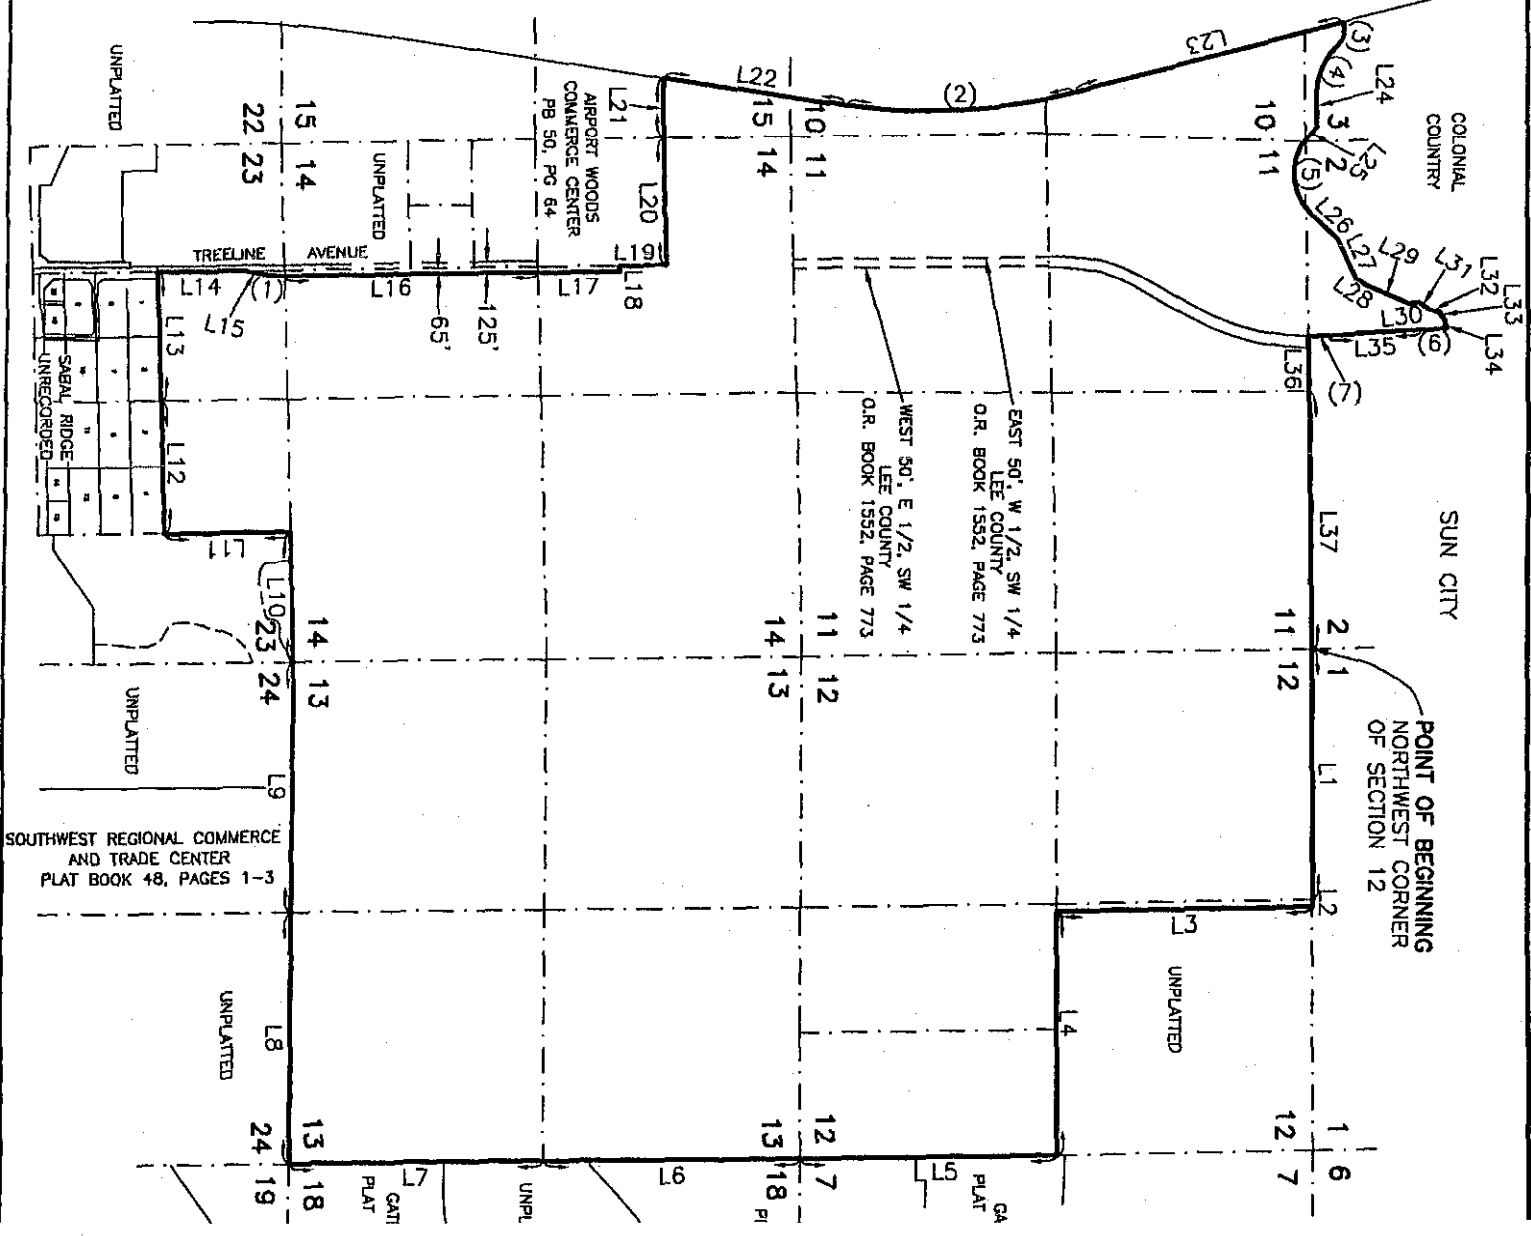 COLONIAL
COUNTRY
SUN CITY
POINT OF BEGINNING
NORTHWEST CORNER
OF SECTION 12
(3)
(4)
L24
3
2
L25
10
11
(5)
L26
L27
L28
L29
L30
L31
L32
L33
L34
(6)
L35
(7)
L36
L37
2
1
11
12
L1
L2
L3
UNPLATTED
L4
1
6
12
7
L23
(2)
L22
10
11
15
14
EAST 50', W 1/2, SW 1/4
LEE COUNTY
O.R. BOOK 1552, PAGE 773
WEST 50', E 1/2, SW 1/4
LEE COUNTY
O.R. BOOK 1552, PAGE 773
11
12
14
13
12
7
13
18
L5
GA
PLAT
L6
PI
UNPL
L7
GATE
PLAT
L21
L20
L19
L18
L17
AIRPORT WOODS
COMMERCE CENTER
PB 50, PG 64
UNPLATTED
125'
65'
L16
TREELINE AVENUE
(1)
L15
L14
15
14
22
23
UNPLATTED
L13
L12
L11
L10
SABAL RIDGE
UNRECORDED
14
13
23
24
UNPLATTED
L9
SOUTHWEST REGIONAL COMMERCE
AND TRADE CENTER
PLAT BOOK 48, PAGES 1-3
L8
UNPLATTED
13
18
24
19